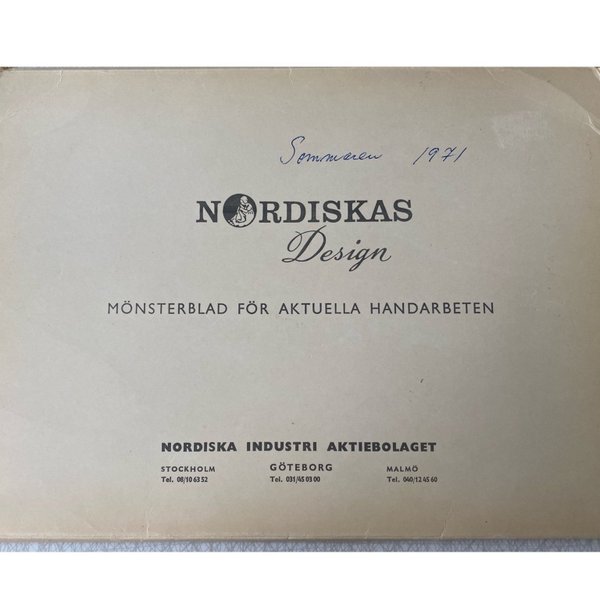 Sommaren 1971
NORDISKAS
Design
MÖNSTERBLAD FÖR AKTUELLA HANDARBETEN
NORDISKA INDUSTRI AKTIEBOLAGET
STOCKHOLM GÖTEBORG MALMÖ
Tel. 08/10 63 52 Tel. 031/45 03 00 Tel. 040/12 45 60